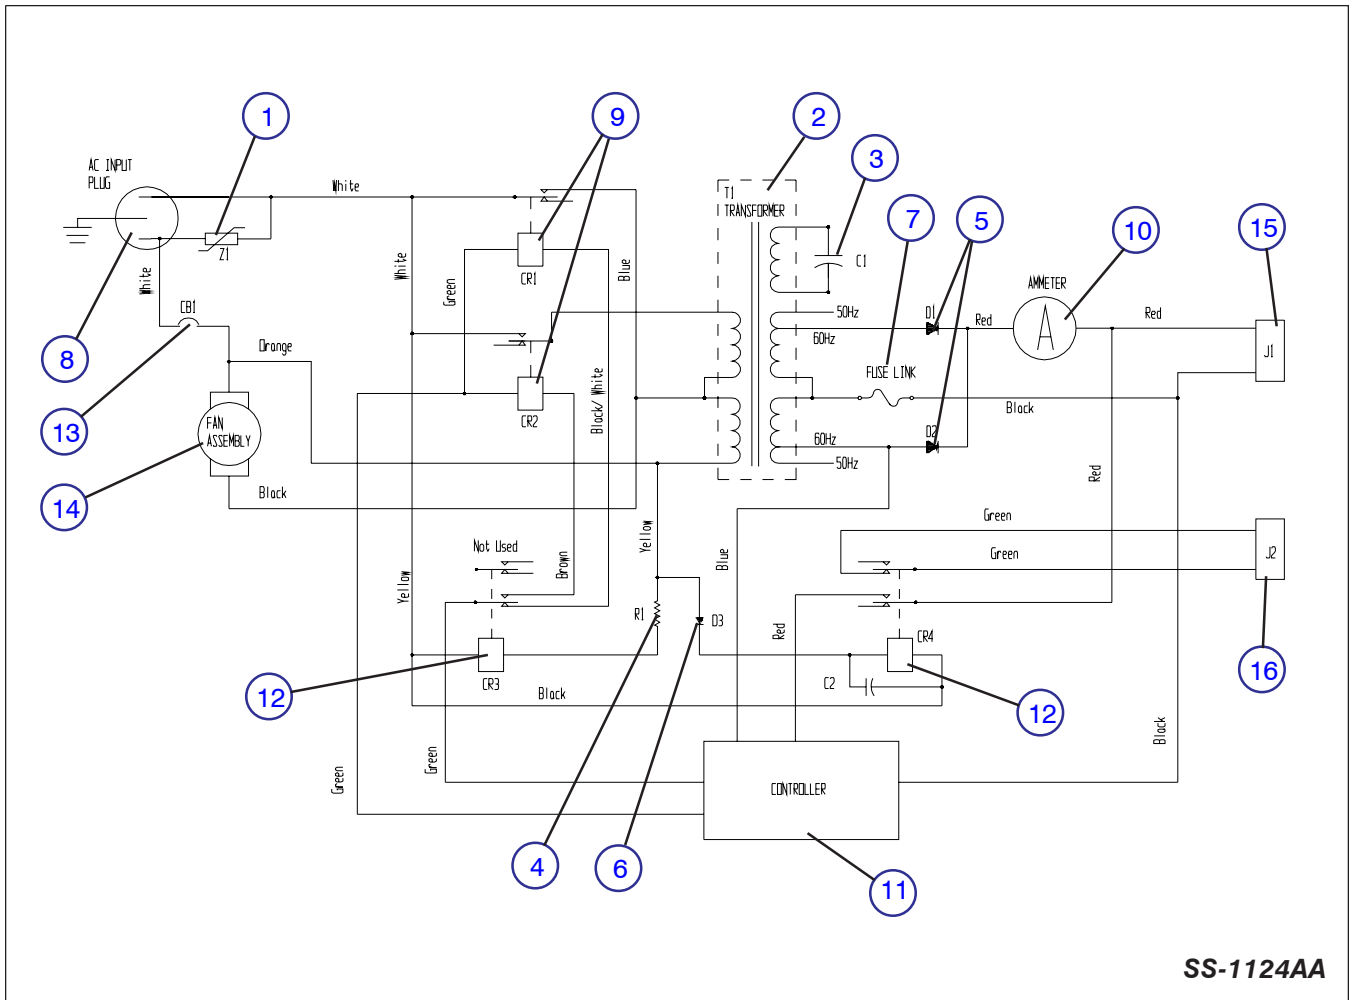 1
9
2
3
7
5
10
15
AC INPUT
PLUG
White
T1
TRANSFORMER
Z1
CR1
C1
White
White
Green
Blue
AMMETER
CB1
50Hz
D1
Red
Red
60Hz
A
J1
8
Orange
FUSE LINK
Black/ White
CR2
Black
13
FAN
ASSEMBLY
D2
60Hz
50Hz
Red
14
Black
Green
Yellow
Not Used
Brown
Blue
Green
J2
Yellow
R1
D3
Red
CR4
12
CR3
C2
16
Black
12
Black
Green
Green
CONTROLLER
4
6
11
SS-1124AA